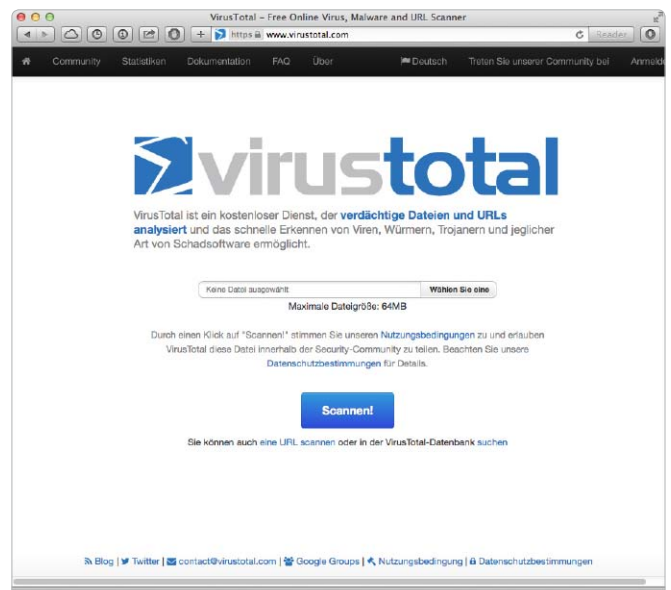 VirusTotal – Free Online Virus, Malware and URL Scanner
https www.virustotal.com Reader
Community Statistiken Dokumentation FAQ Über Deutsch Treten Sie unserer Community bei Anmelde
virustotal
VirusTotal ist ein kostenloser Dienst, der verdächtige Dateien und URLs
analysiert und das schnelle Erkennen von Viren, Würmern, Trojanern und jeglicher
Art von Schadsoftware ermöglicht.
Keine Datei ausgewählt Wählen Sie eine
Maximale Dateigröße: 64MB
Durch einen Klick auf "Scannen!" stimmen Sie unseren Nutzungsbedingungen zu und erlauben
VirusTotal diese Datei innerhalb der Security-Community zu teilen. Beachten Sie unsere
Datenschutzbestimmungen für Details.
Scannen!
Sie können auch eine URL scannen oder in der VirusTotal-Datenbank suchen
Blog | Twitter | contact@virustotal.com | Google Groups | Nutzungsbedingung | Datenschutzbestimmungen